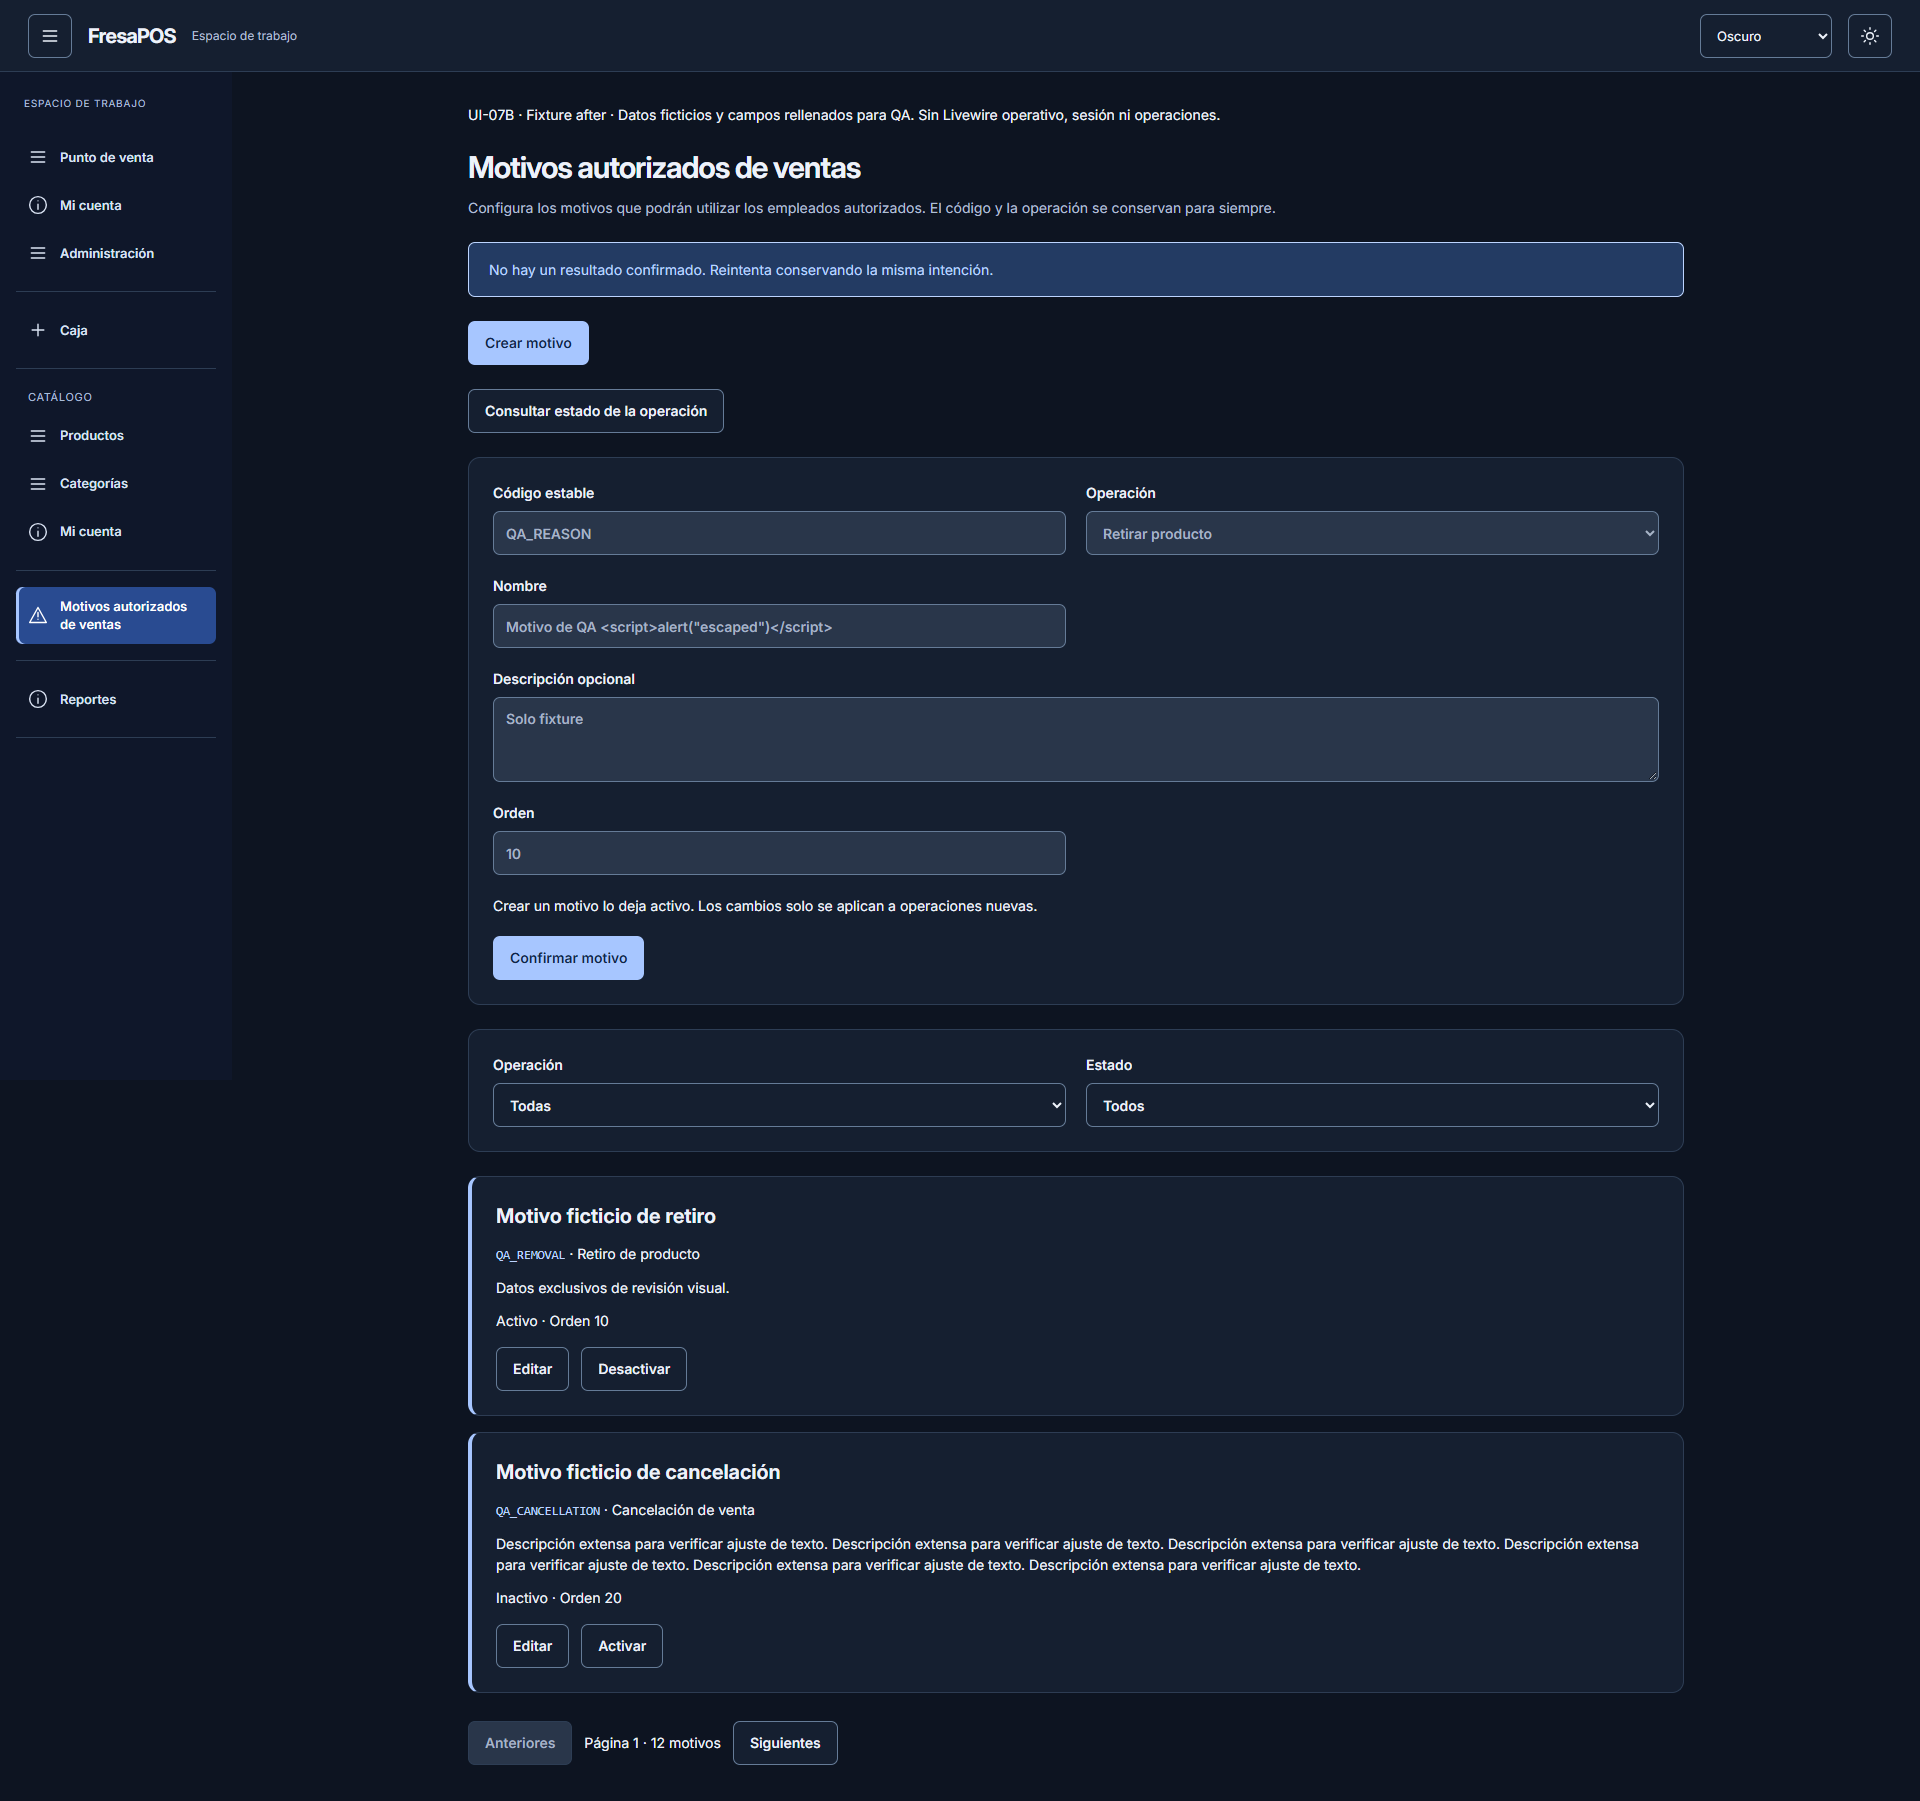 FresaPOS
Espacio de trabajo
Oscuro
ESPACIO DE TRABAJO
Punto de venta
Mi cuenta
Administración
Caja
CATÁLOGO
Productos
Categorías
Mi cuenta
Motivos autorizados
de ventas
Reportes
UI-07B · Fixture after · Datos ficticios y campos rellenados para QA. Sin Livewire operativo, sesión ni operaciones.
Motivos autorizados de ventas
Configura los motivos que podrán utilizar los empleados autorizados. El código y la operación se conservan para siempre.
No hay un resultado confirmado. Reintenta conservando la misma intención.
Crear motivo
Consultar estado de la operación
Código estable
Operación
QA_REASON
Retirar producto
Nombre
Motivo de QA <script>alert("escaped")</script>
Descripción opcional
Solo fixture
Orden
10
Crear un motivo lo deja activo. Los cambios solo se aplican a operaciones nuevas.
Confirmar motivo
Operación
Estado
Todas
Todos
Motivo ficticio de retiro
QA_REMOVAL · Retiro de producto
Datos exclusivos de revisión visual.
Activo · Orden 10
Editar
Desactivar
Motivo ficticio de cancelación
QA_CANCELLATION · Cancelación de venta
Descripción extensa para verificar ajuste de texto. Descripción extensa para verificar ajuste de texto. Descripción extensa para verificar ajuste de texto. Descripción extensa
para verificar ajuste de texto. Descripción extensa para verificar ajuste de texto. Descripción extensa para verificar ajuste de texto.
Inactivo · Orden 20
Editar
Activar
Anteriores
Página 1 · 12 motivos
Siguientes